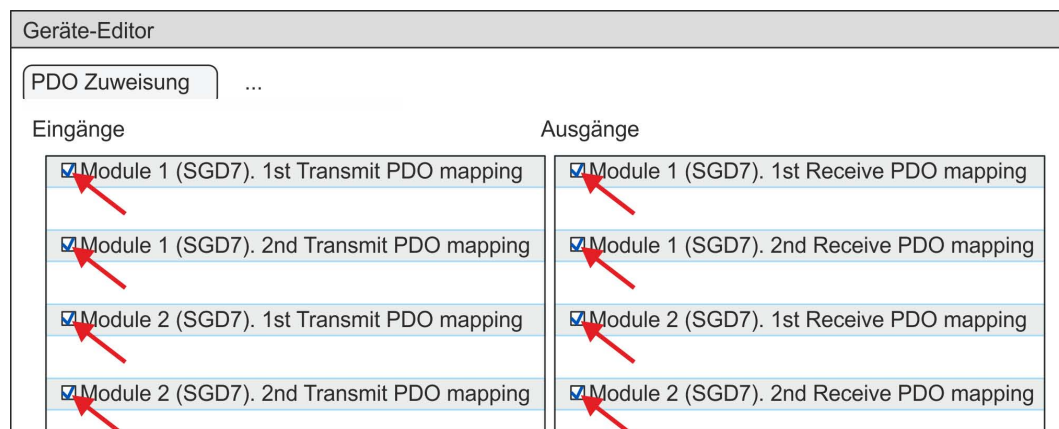 Geräte-Editor
PDO Zuweisung ...
Eingänge
Module 1 (SGD7). 1st Transmit PDO mapping
Module 1 (SGD7). 2nd Transmit PDO mapping
Module 2 (SGD7). 1st Transmit PDO mapping
Module 2 (SGD7). 2nd Transmit PDO mapping
Ausgänge
Module 1 (SGD7). 1st Receive PDO mapping
Module 1 (SGD7). 2nd Receive PDO mapping
Module 2 (SGD7). 1st Receive PDO mapping
Module 2 (SGD7). 2nd Receive PDO mapping